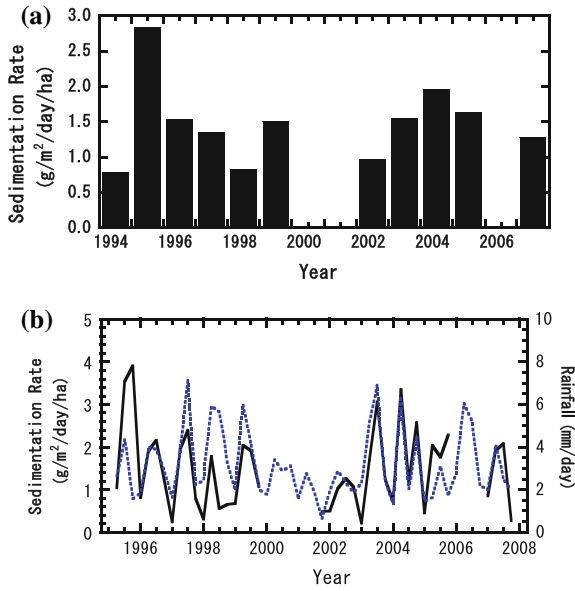 (a)
3.0
2.5
2.0
1.5
1.0
0.5
0.0
Sedimentation Rate
(g/m²/day/ha)
1994 1996 1998 2000 2002 2004 2006
Year
(b)
5
4
3
2
1
0
Sedimentation Rate
(g/m²/day/ha)
10
8
6
4
2
0
Rainfall (mm/day)
1996 1998 2000 2002 2004 2006 2008
Year